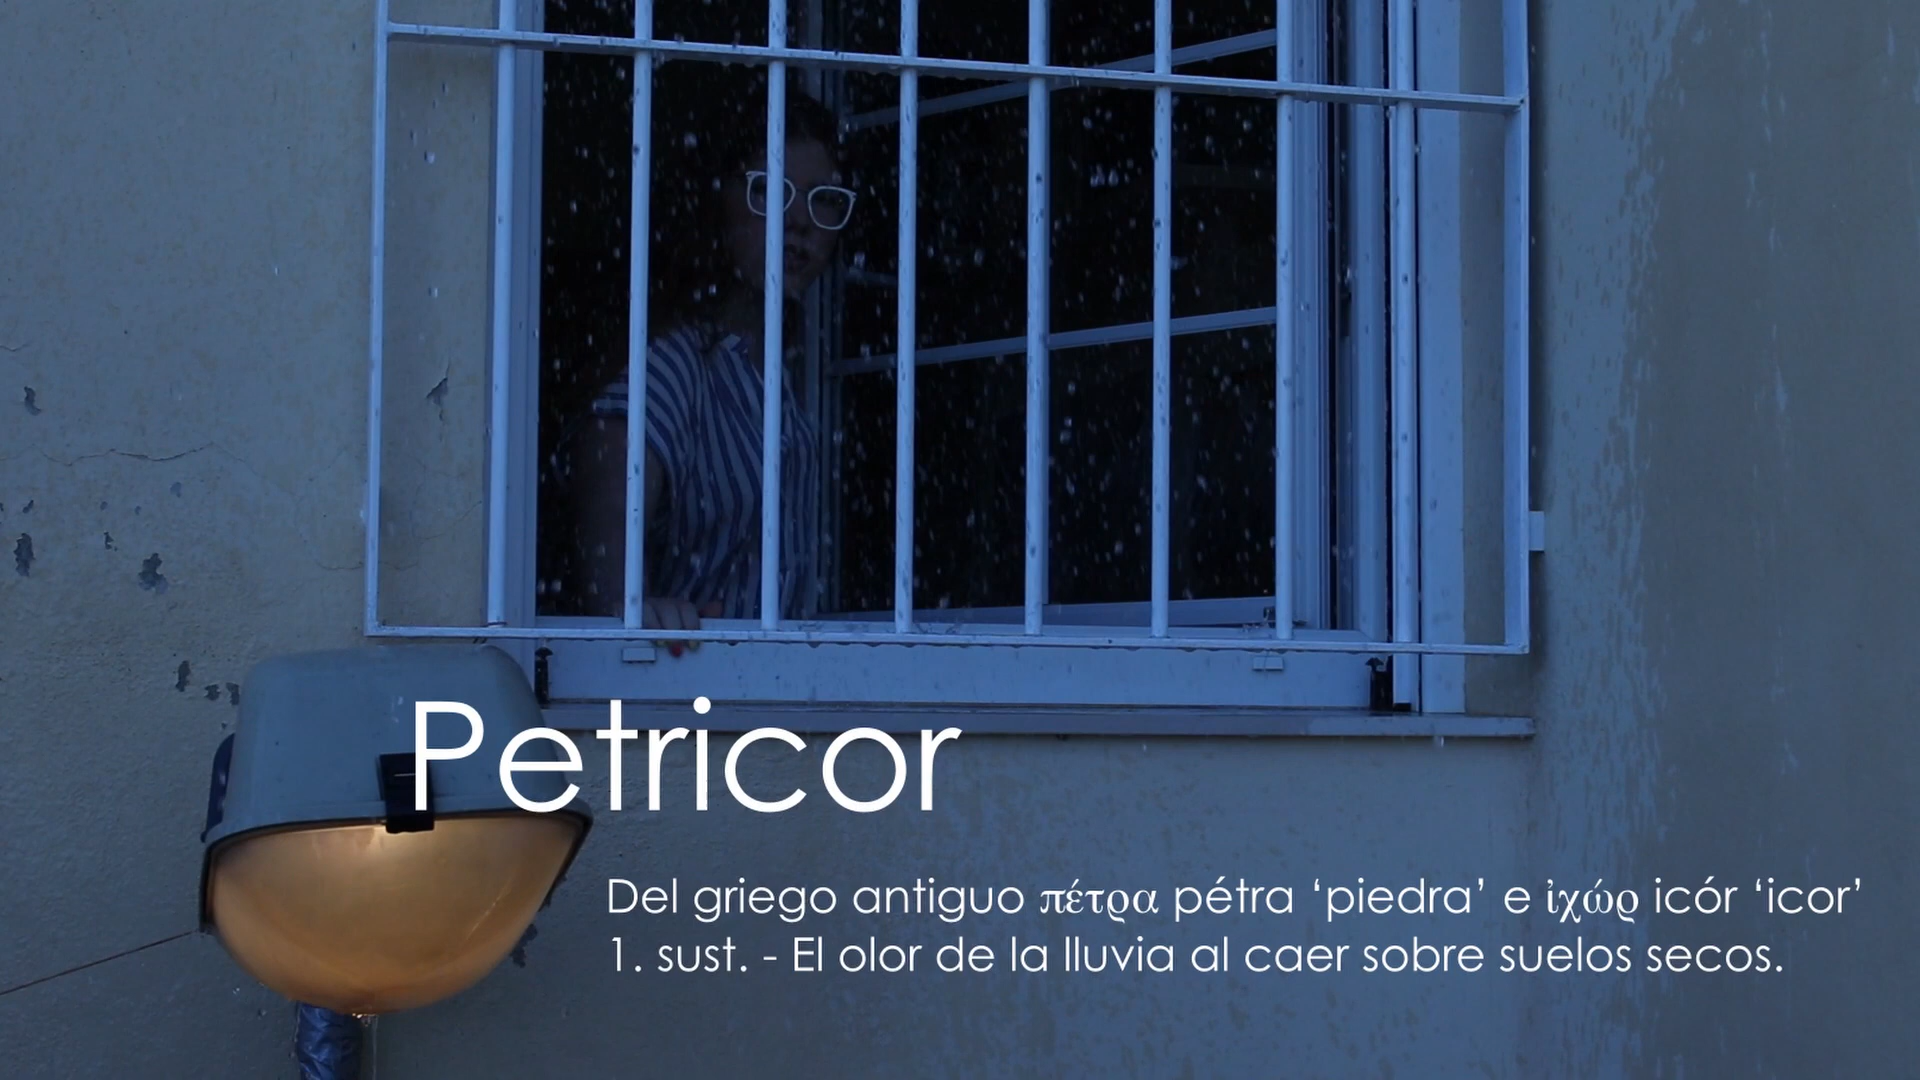 Petricor
Del griego antiguo πέτρα pétra ‘piedra’ e ἰχώρ icór ‘icor’
1. sust. - El olor de la lluvia al caer sobre suelos secos.